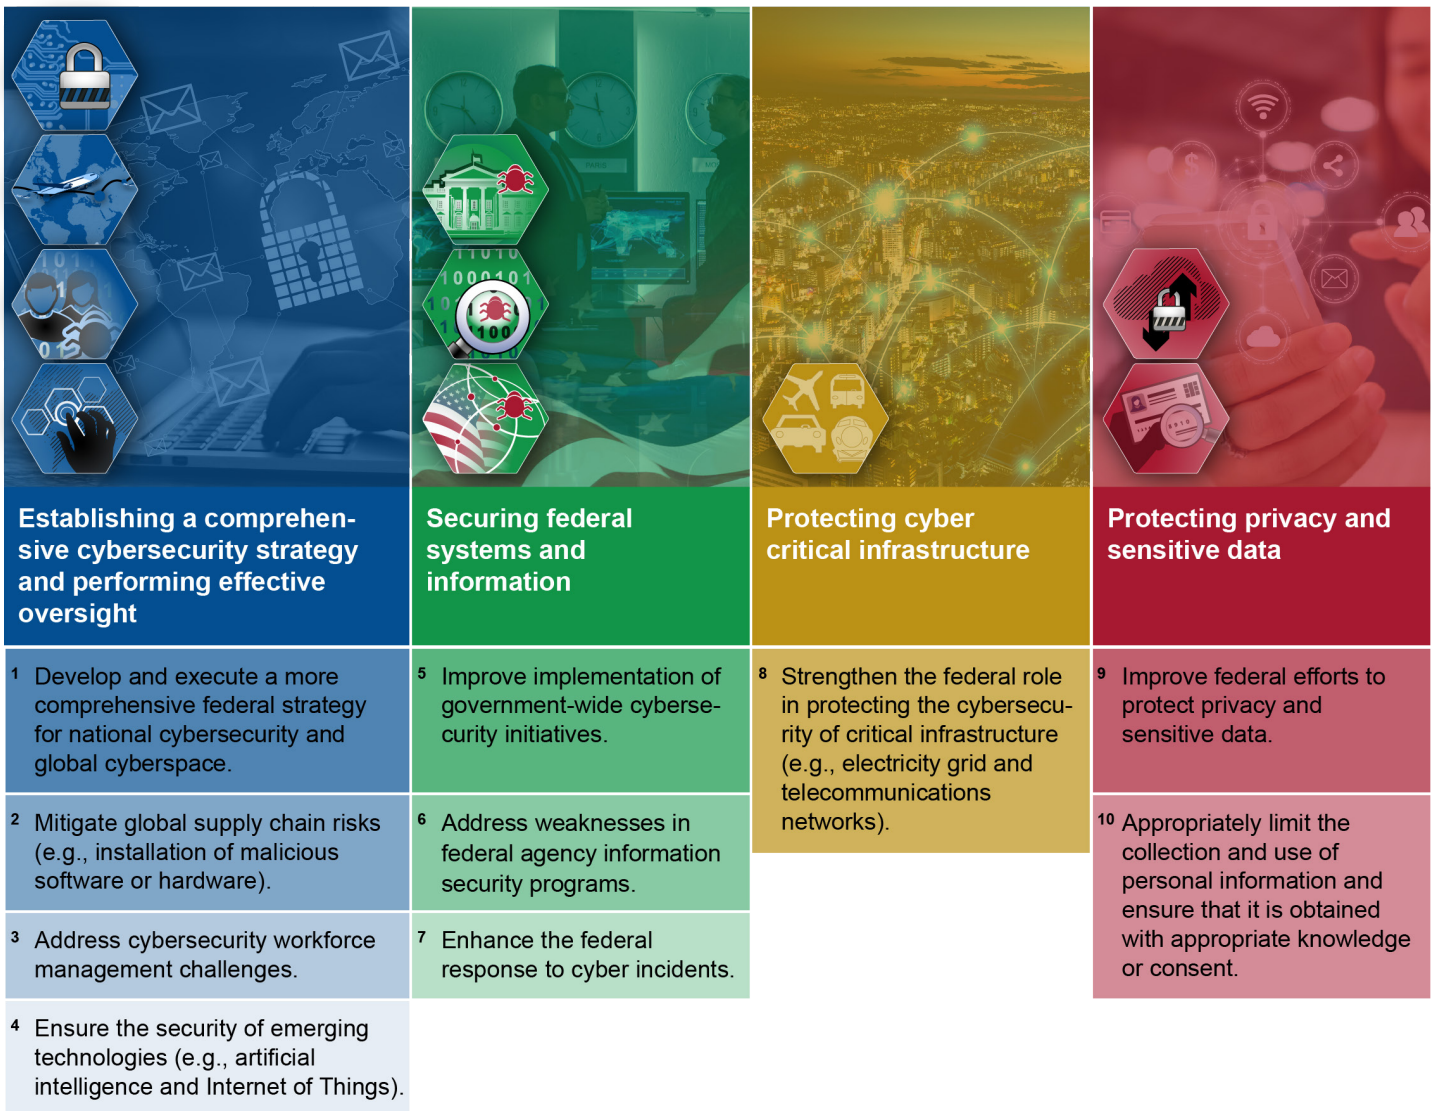 PARIS
11010
1000101
100
Establishing a comprehen-
sive cybersecurity strategy
and performing effective
oversight
Securing federal
systems and
information
Protecting cyber
critical infrastructure
Protecting privacy and
sensitive data
1 Develop and execute a more
comprehensive federal strategy
for national cybersecurity and
global cyberspace.
2 Mitigate global supply chain risks
(e.g., installation of malicious
software or hardware).
3 Address cybersecurity workforce
management challenges.
4 Ensure the security of emerging
technologies (e.g., artificial
intelligence and Internet of Things).
5 Improve implementation of
government-wide cyberse-
curity initiatives.
6 Address weaknesses in
federal agency information
security programs.
7 Enhance the federal
response to cyber incidents.
8 Strengthen the federal role
in protecting the cybersecu-
rity of critical infrastructure
(e.g., electricity grid and
telecommunications
networks).
9 Improve federal efforts to
protect privacy and
sensitive data.
10 Appropriately limit the
collection and use of
personal information and
ensure that it is obtained
with appropriate knowledge
or consent.